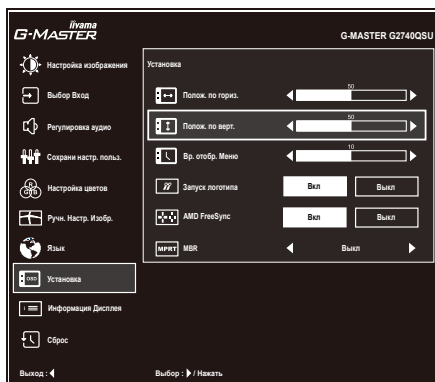 iiyama
G-MASTER
G-MASTER G2740QSU
Настройка изображения
Выбор Вход
Регулировка аудио
Сохрани настр. польз.
R G B
Настройка цветов
Ручн. Настр. Изобр.
Язык
OSD
Установка
i
Информация Дисплея
Сброс
Установка
Полож. по гориз.
50
Полож. по верт.
50
Вр. отобр. Меню
10
Запуск логотипа
Вкл
Выкл
AMD FreeSync
Вкл
Выкл
MPRT
MBR
Выкл
Выход :
Выбор : / Нажать